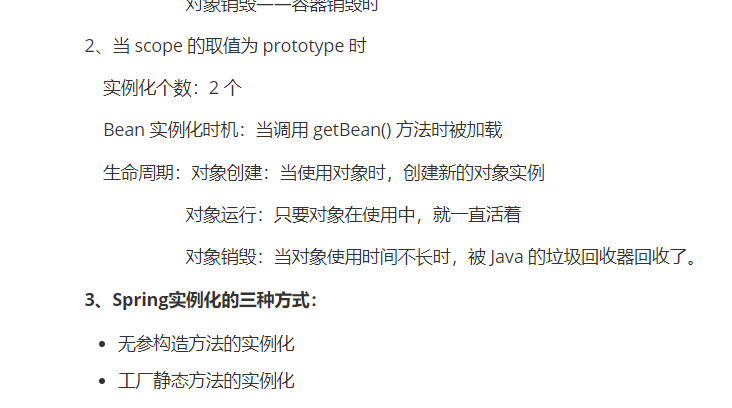 对象销毁——容器销毁时
2、当 scope 的取值为 prototype 时
实例化个数：2 个
Bean 实例化时机：当调用 getBean() 方法时被加载
生命周期：对象创建：当使用对象时，创建新的对象实例
对象运行：只要对象在使用中，就一直活着
对象销毁：当对象使用时间不长时，被 Java 的垃圾回收器回收了。
3、Spring实例化的三种方式：
• 无参构造方法的实例化
• 工厂静态方法的实例化